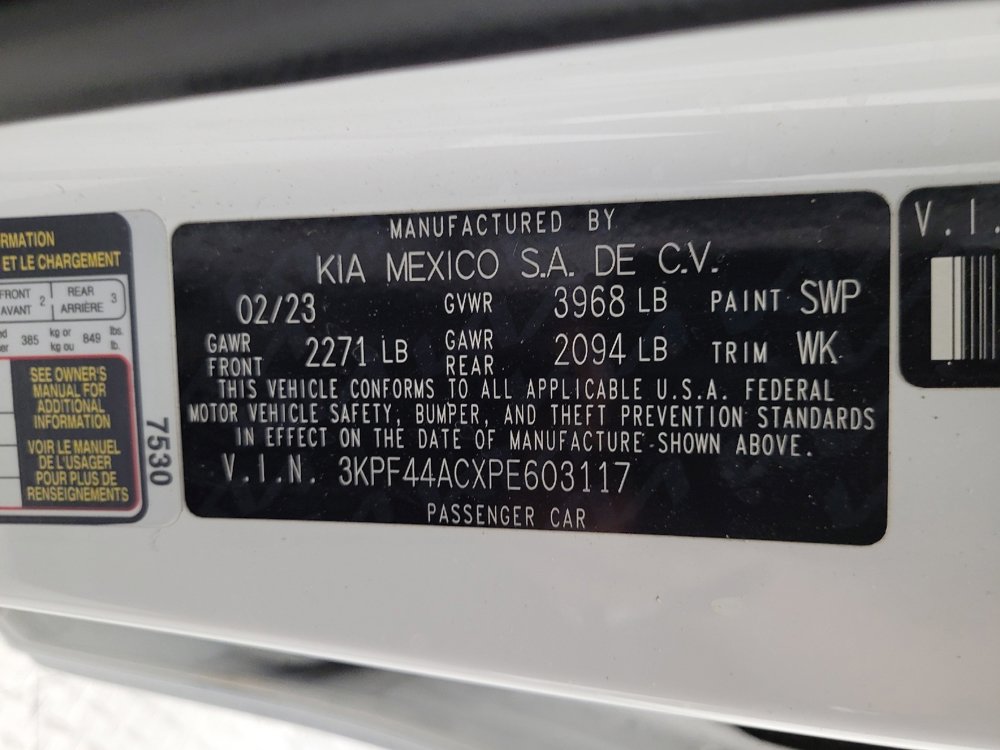 RMATION
ET LE CHARGEMENT
FRONT 2 REAR 3
AVANT ARRIÈRE
385 kg or 849 lbs.
kg ou lb.
SEE OWNER'S
MANUAL FOR
ADDITIONAL
INFORMATION
VOIR LE MANUEL
DE L'USAGER
POUR PLUS DE
RENSEIGNEMENTS
7530
MANUFACTURED BY
KIA MEXICO S.A. DE C.V.
02/23 GVWR 3968 LB PAINT SWP
GAWR FRONT 2271 LB GAWR REAR 2094 LB TRIM WK
THIS VEHICLE CONFORMS TO ALL APPLICABLE U.S.A. FEDERAL
MOTOR VEHICLE SAFETY, BUMPER, AND THEFT PREVENTION STANDARDS
IN EFFECT ON THE DATE OF MANUFACTURE SHOWN ABOVE.
V.I.N. 3KPF44ACXPE603117
PASSENGER CAR
V.I.